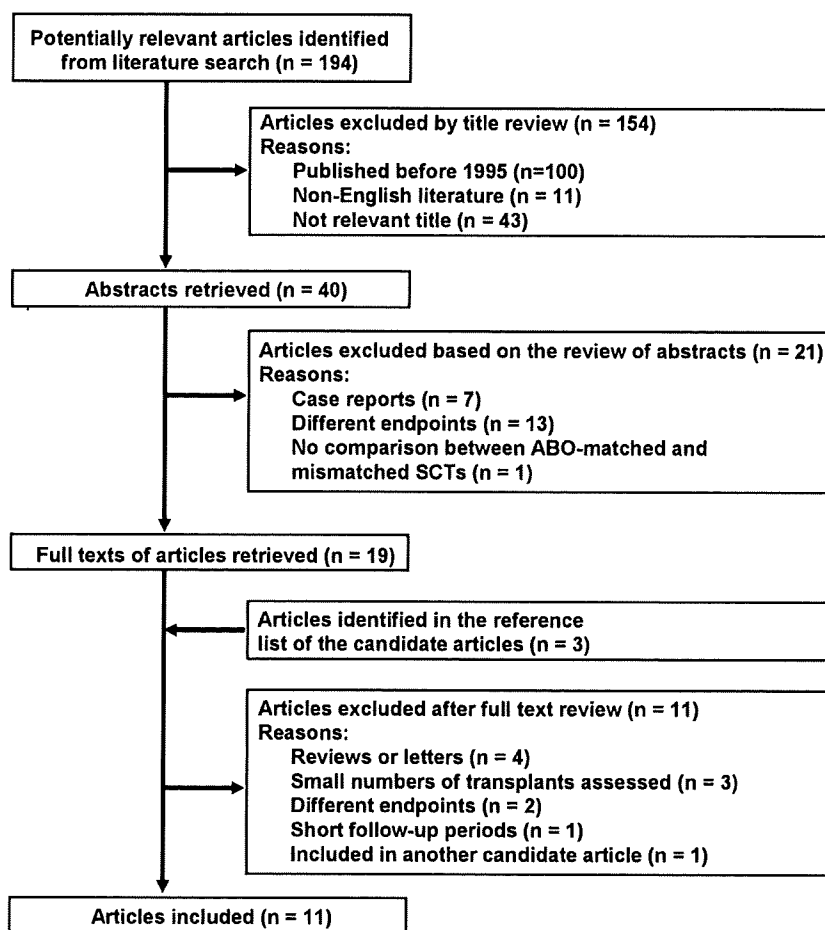 Potentially relevant articles identified
from literature search (n = 194)
Articles excluded by title review (n = 154)
Reasons:
Published before 1995 (n=100)
Non-English literature (n = 11)
Not relevant title (n = 43)
Abstracts retrieved (n = 40)
Articles excluded based on the review of abstracts (n = 21)
Reasons:
Case reports (n = 7)
Different endpoints (n = 13)
No comparison between ABO-matched and
mismatched SCTs (n = 1)
Full texts of articles retrieved (n = 19)
Articles identified in the reference
list of the candidate articles (n = 3)
Articles excluded after full text review (n = 11)
Reasons:
Reviews or letters (n = 4)
Small numbers of transplants assessed (n = 3)
Different endpoints (n = 2)
Short follow-up periods (n = 1)
Included in another candidate article (n = 1)
Articles included (n = 11)